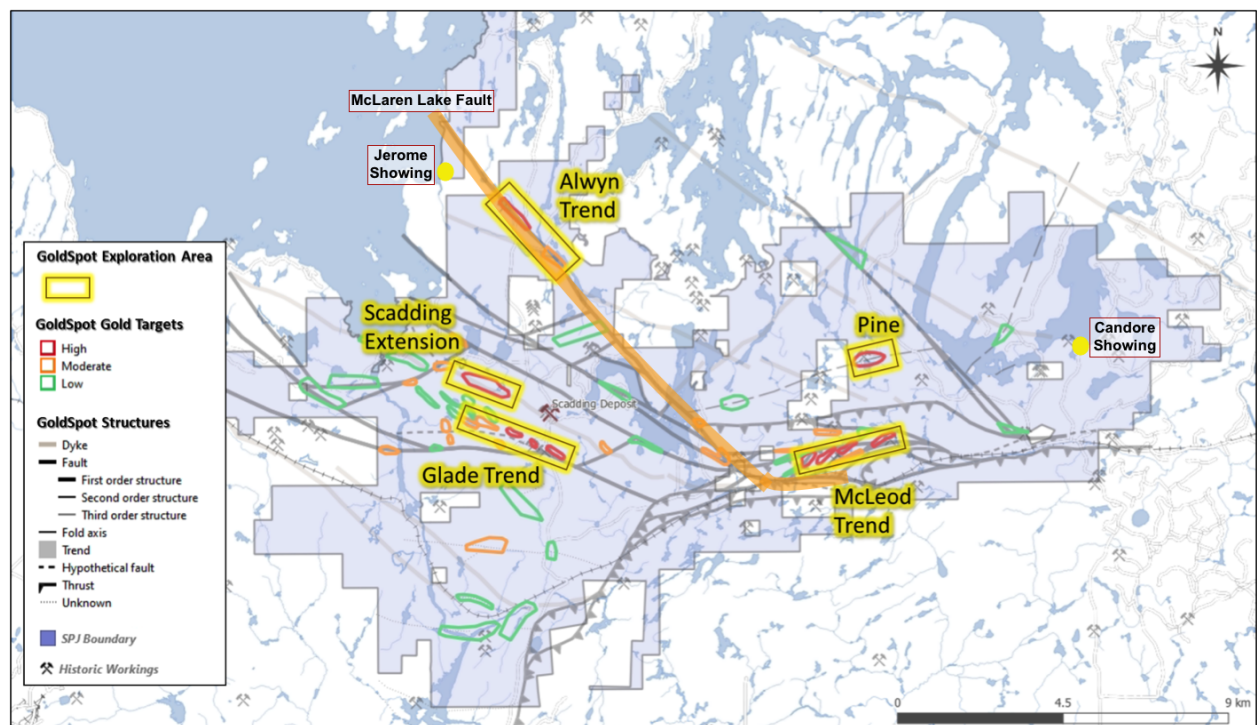 N
McLaren Lake Fault
Jerome
Showing
Alwyn
Trend
GoldSpot Exploration Area
GoldSpot Gold Targets
High
Moderate
Low
GoldSpot Structures
Dyke
Fault
First order structure
Second order structure
Third order structure
Fold axis
Trend
Hypothetical fault
Thrust
Unknown
SPJ Boundary
Historic Workings
Scadding
Extension
Pine
Candore
Showing
Scadding Deposit
Glade Trend
McLeod
Trend
0 4.5 9 km